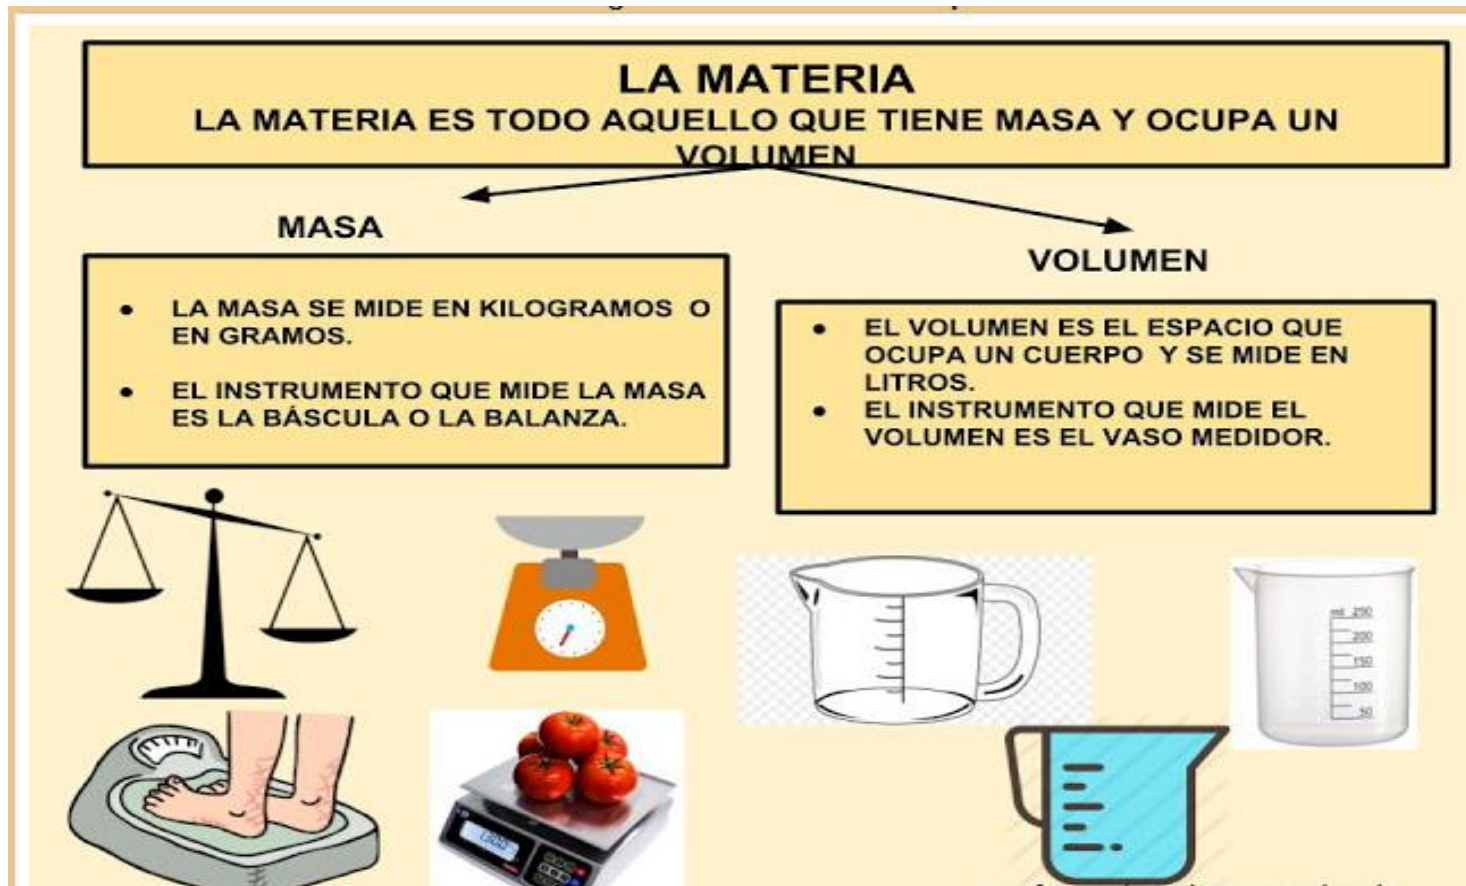 LA MATERIA
LA MATERIA ES TODO AQUELLO QUE TIENE MASA Y OCUPA UN
VOLUMEN
MASA
● LA MASA SE MIDE EN KILOGRAMOS O
EN GRAMOS.
● EL INSTRUMENTO QUE MIDE LA MASA
ES LA BÁSCULA O LA BALANZA.
VOLUMEN
● EL VOLUMEN ES EL ESPACIO QUE
OCUPA UN CUERPO Y SE MIDE EN
LITROS.
● EL INSTRUMENTO QUE MIDE EL
VOLUMEN ES EL VASO MEDIDOR.
ml 250
200
150
100
50